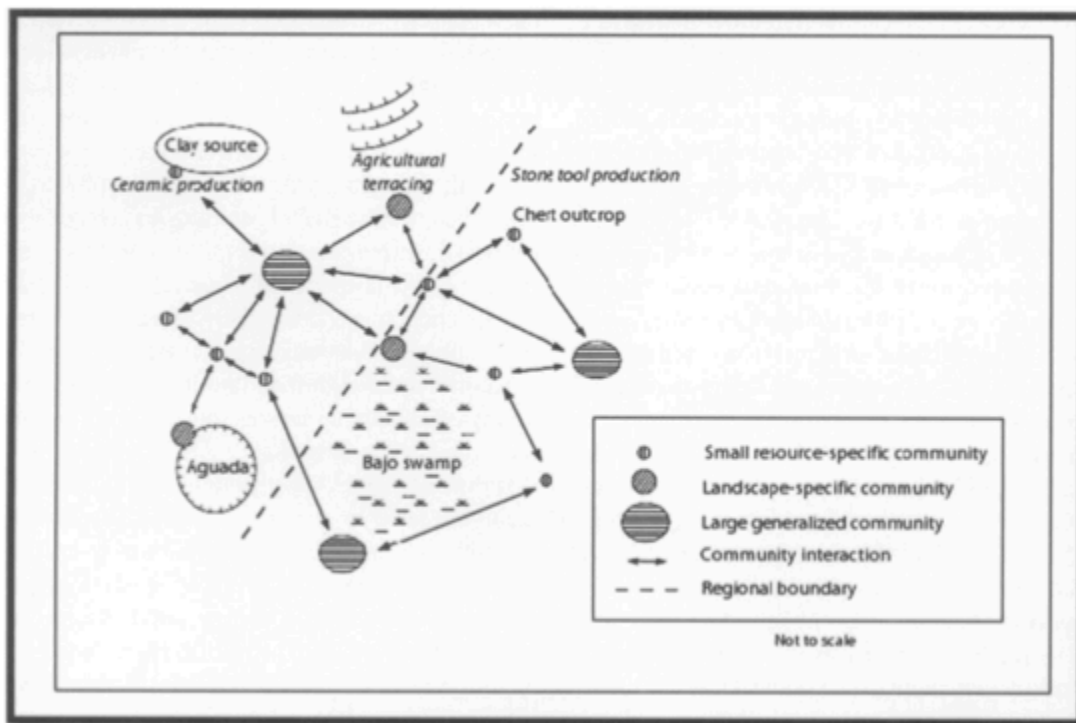 Clay source
Ceramic production
Agricultural
terracing
Stone tool production
Chert outcrop
Aguada
Bajo swamp
Small resource-specific community
Landscape-specific community
Large generalized community
Community interaction
Regional boundary
Not to scale